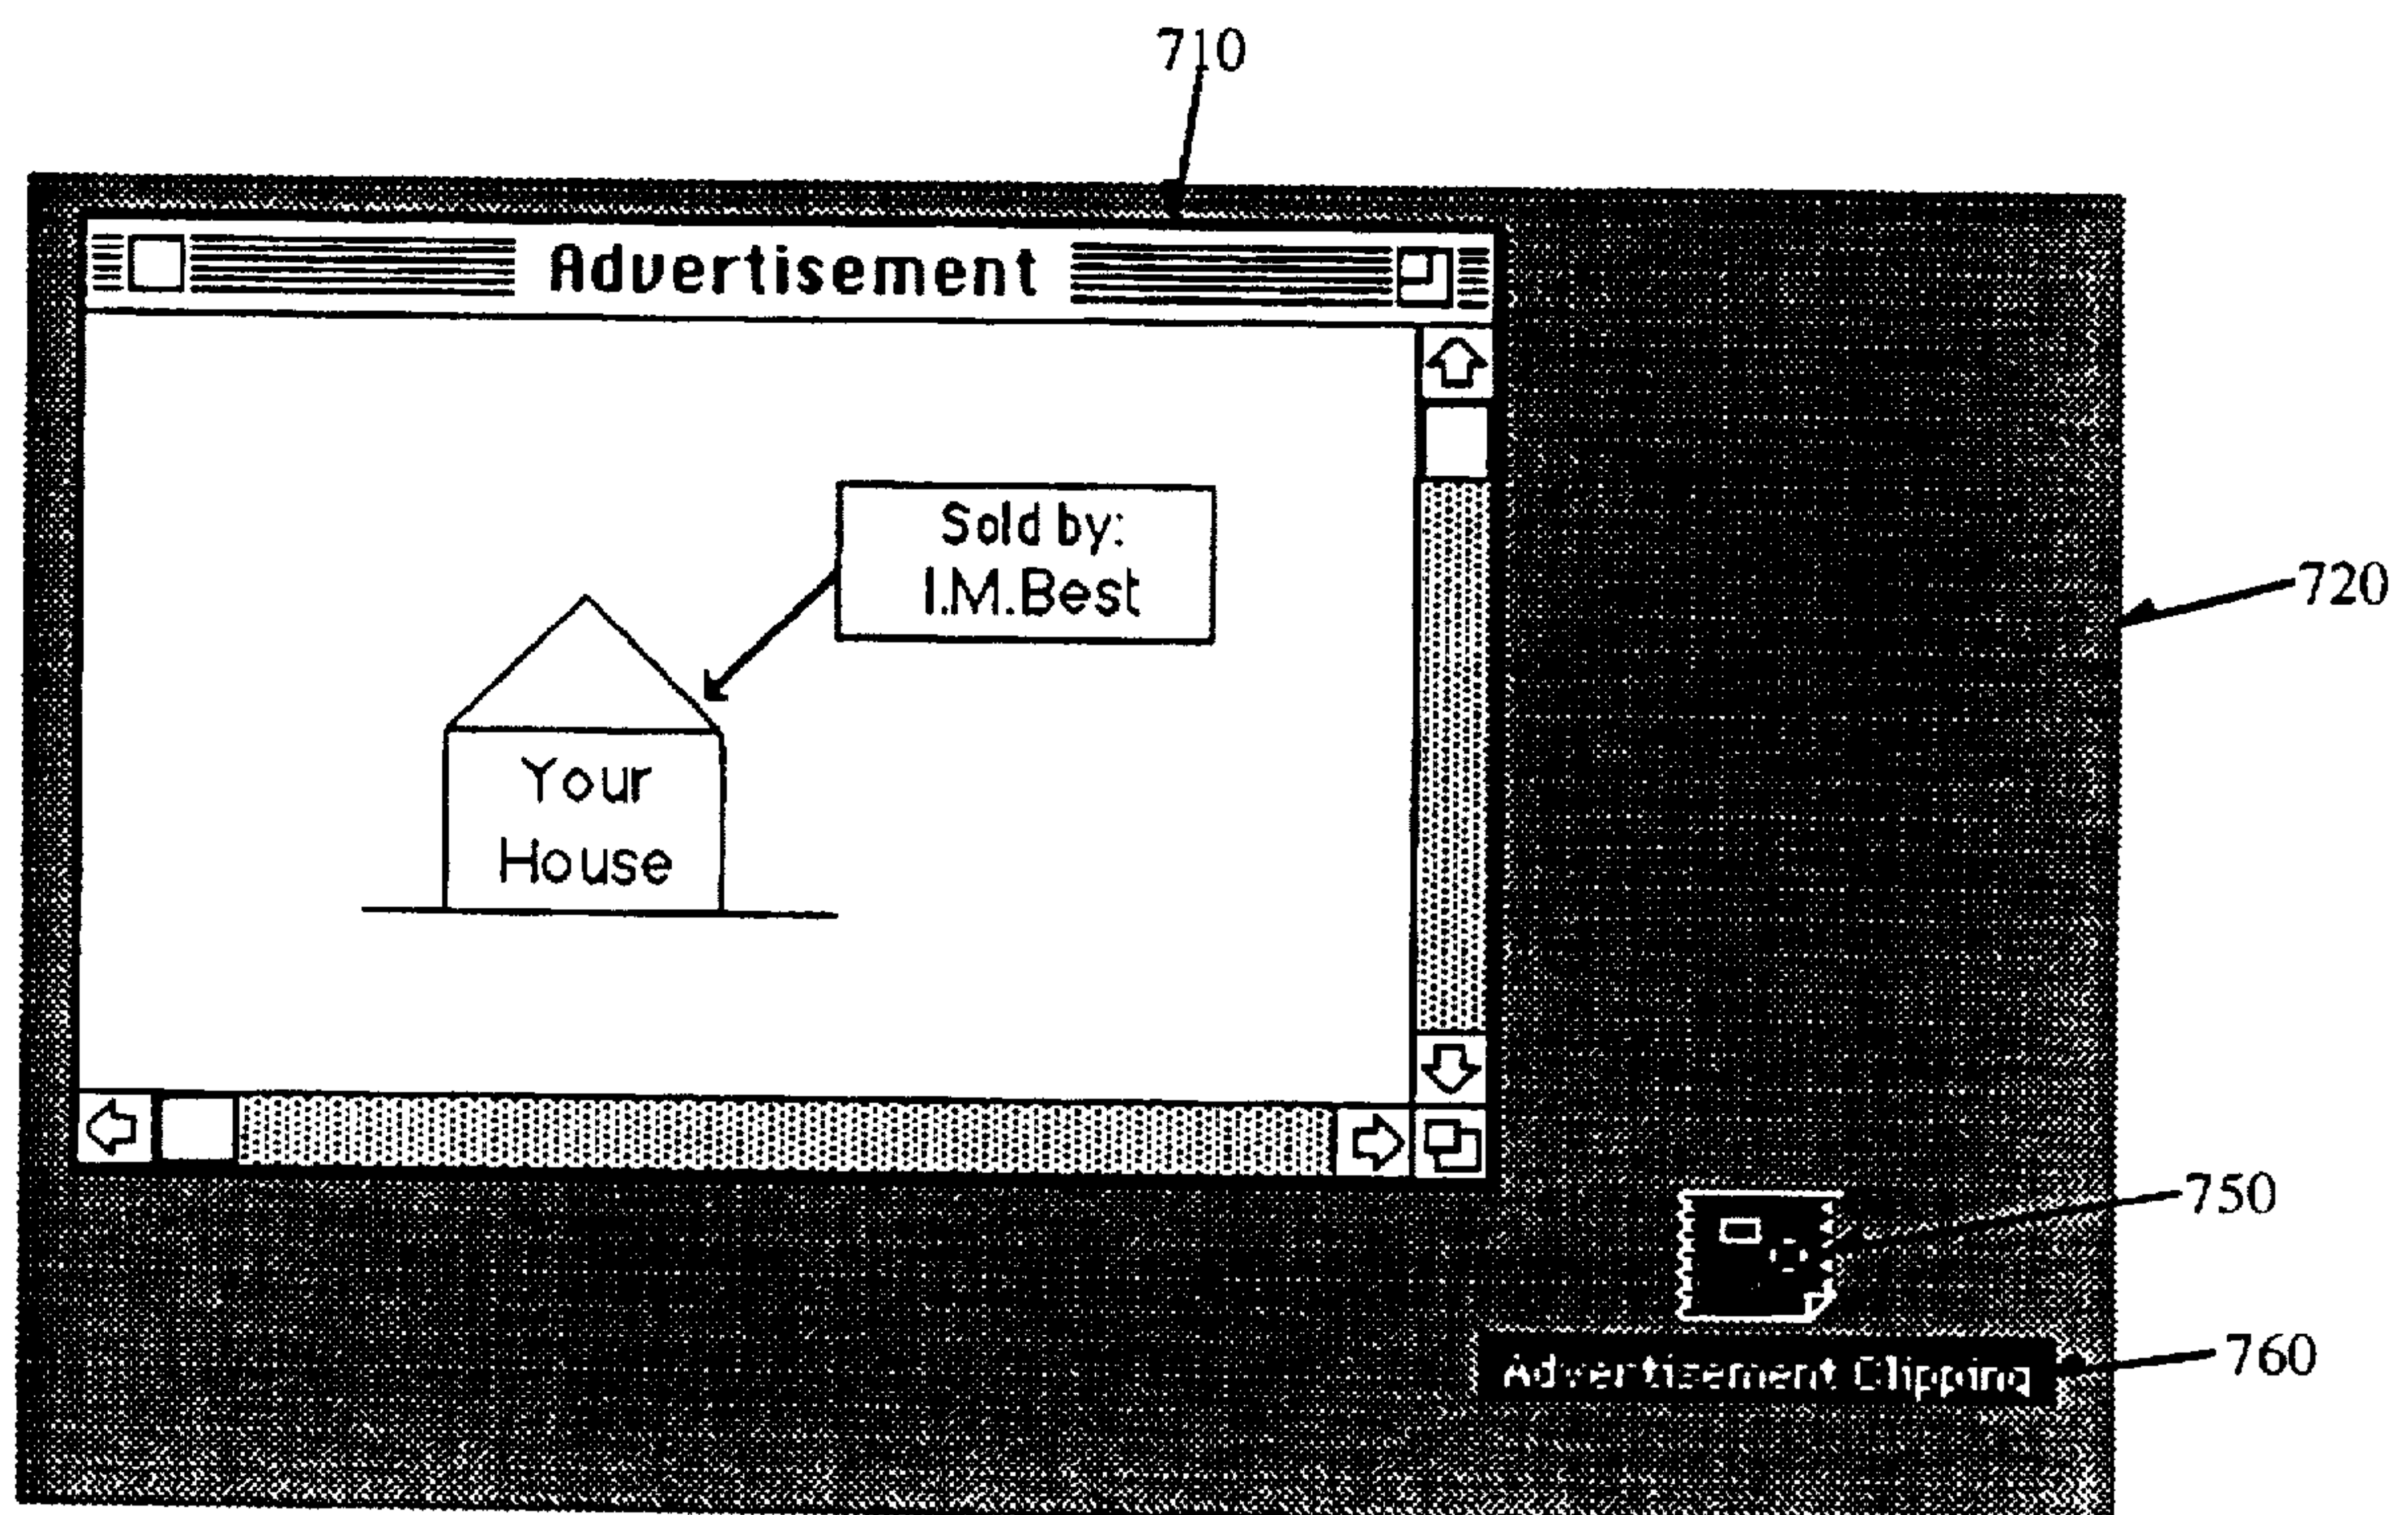 710
Advertisement
Sold by:
I.M.Best
720
Your
House
750
Advertisement Clipping
760